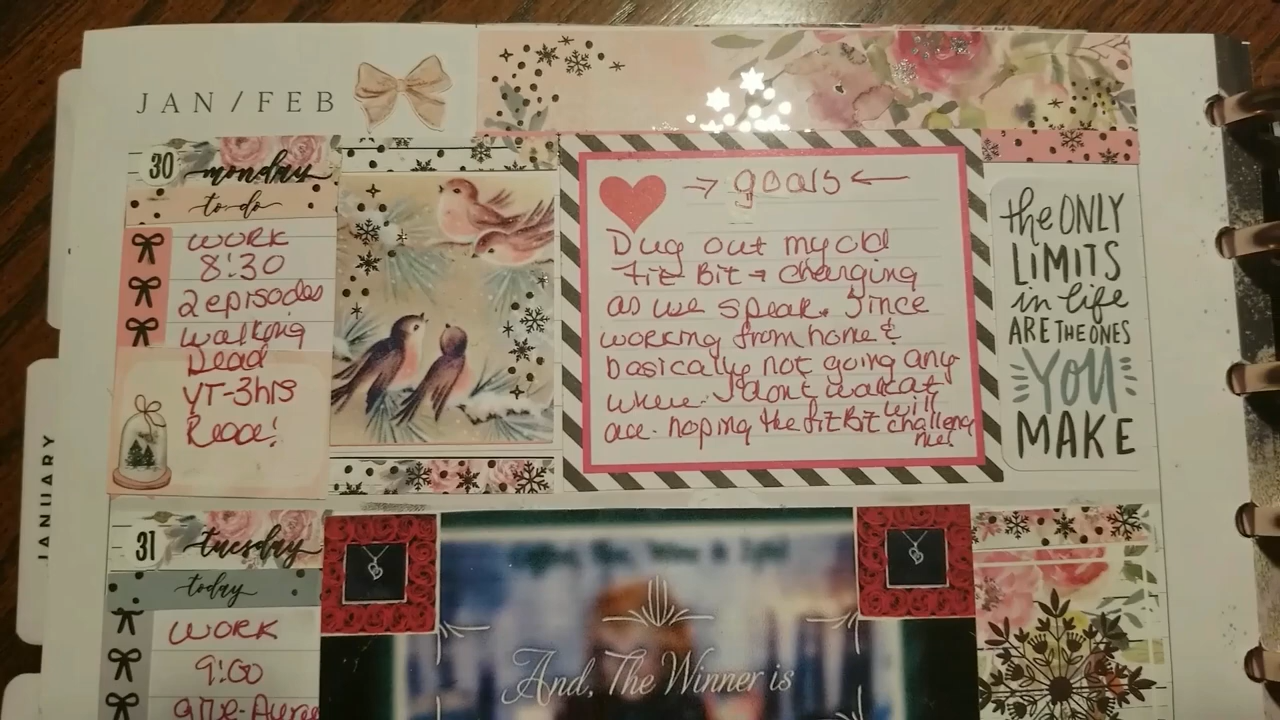 JAN/FEB
30 monday
to-do
WORK
8:30
2 episodes
walking
Dead
YT-3hrs
Read!
→ goals ←
Dug out my old
Fit Bit → charging
as we speak. Since
working from home &
basically not going any
where. I dont walk at
all. hoping the fitBit will
challenge
me!
the ONLY
LIMITS
in life
ARE THE ONES
YOU
MAKE
JANUARY
31 tuesday
today
WORK
9:00
And, The Winner is